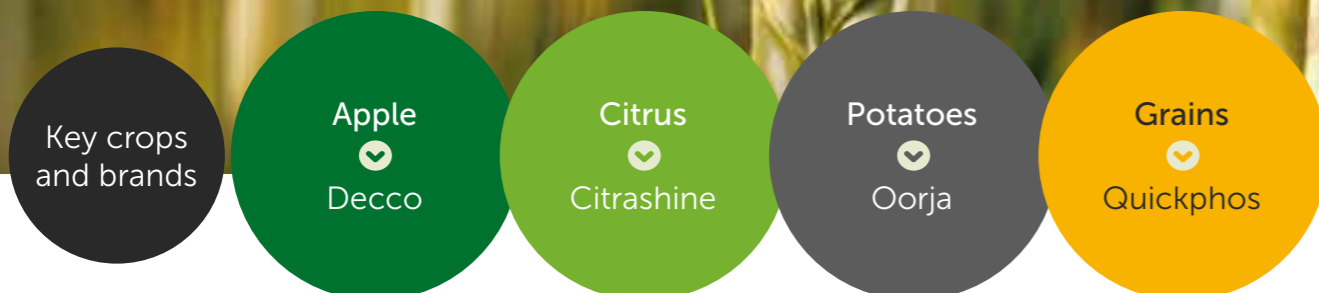 Key crops
and brands
Apple
Decco
Citrus
Citrashine
Potatoes
Oorja
Grains
Quickphos